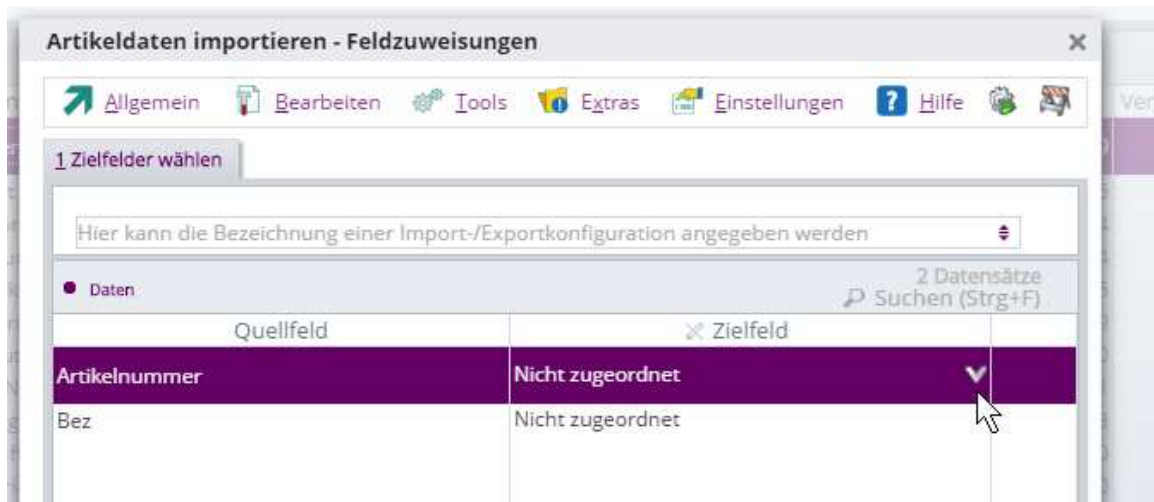 Artikeldaten importieren - Feldzuweisungen
Allgemein Bearbeiten Tools Extras Einstellungen Hilfe
Ver
1 Zielfelder wählen
Hier kann die Bezeichnung einer Import-/Exportkonfiguration angegeben werden
2 Datensätze
Daten
Suchen (Strg+F)
Quellfeld Zielfeld
Artikelnummer Nicht zugeordnet
Bez Nicht zugeordnet